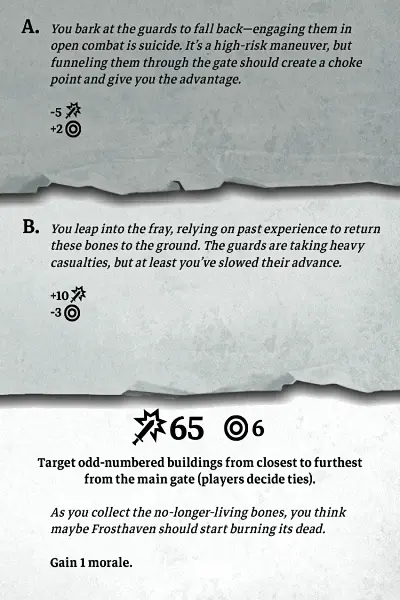 A. You bark at the guards to fall back—engaging them in
open combat is suicide. It's a high-risk maneuver, but
funneling them through the gate should create a choke
point and give you the advantage.
-5
+2
B. You leap into the fray, relying on past experience to return
these bones to the ground. The guards are taking heavy
casualties, but at least you've slowed their advance.
+10
-3
65 6
Target odd-numbered buildings from closest to furthest
from the main gate (players decide ties).
As you collect the no-longer-living bones, you think
maybe Frosthaven should start burning its dead.
Gain 1 morale.